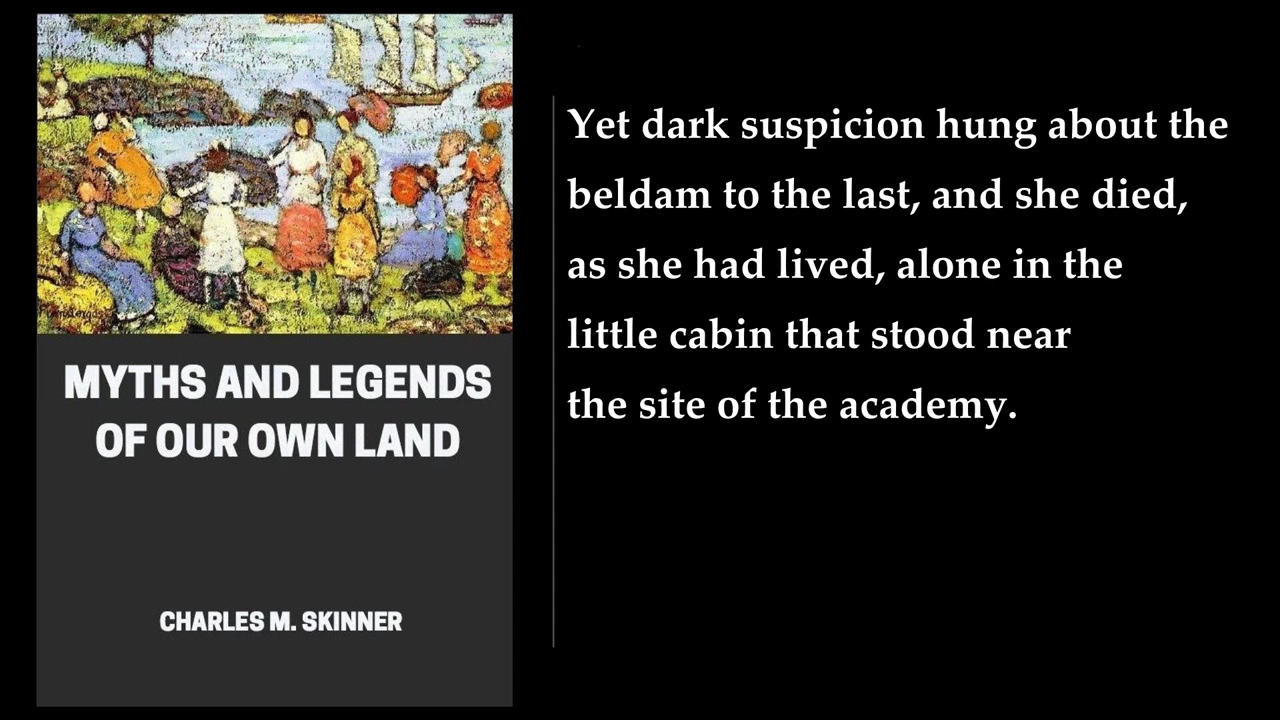 MYTHS AND LEGENDS
OF OUR OWN LAND
CHARLES M. SKINNER
Yet dark suspicion hung about the
beldam to the last, and she died,
as she had lived, alone in the
little cabin that stood near
the site of the academy.